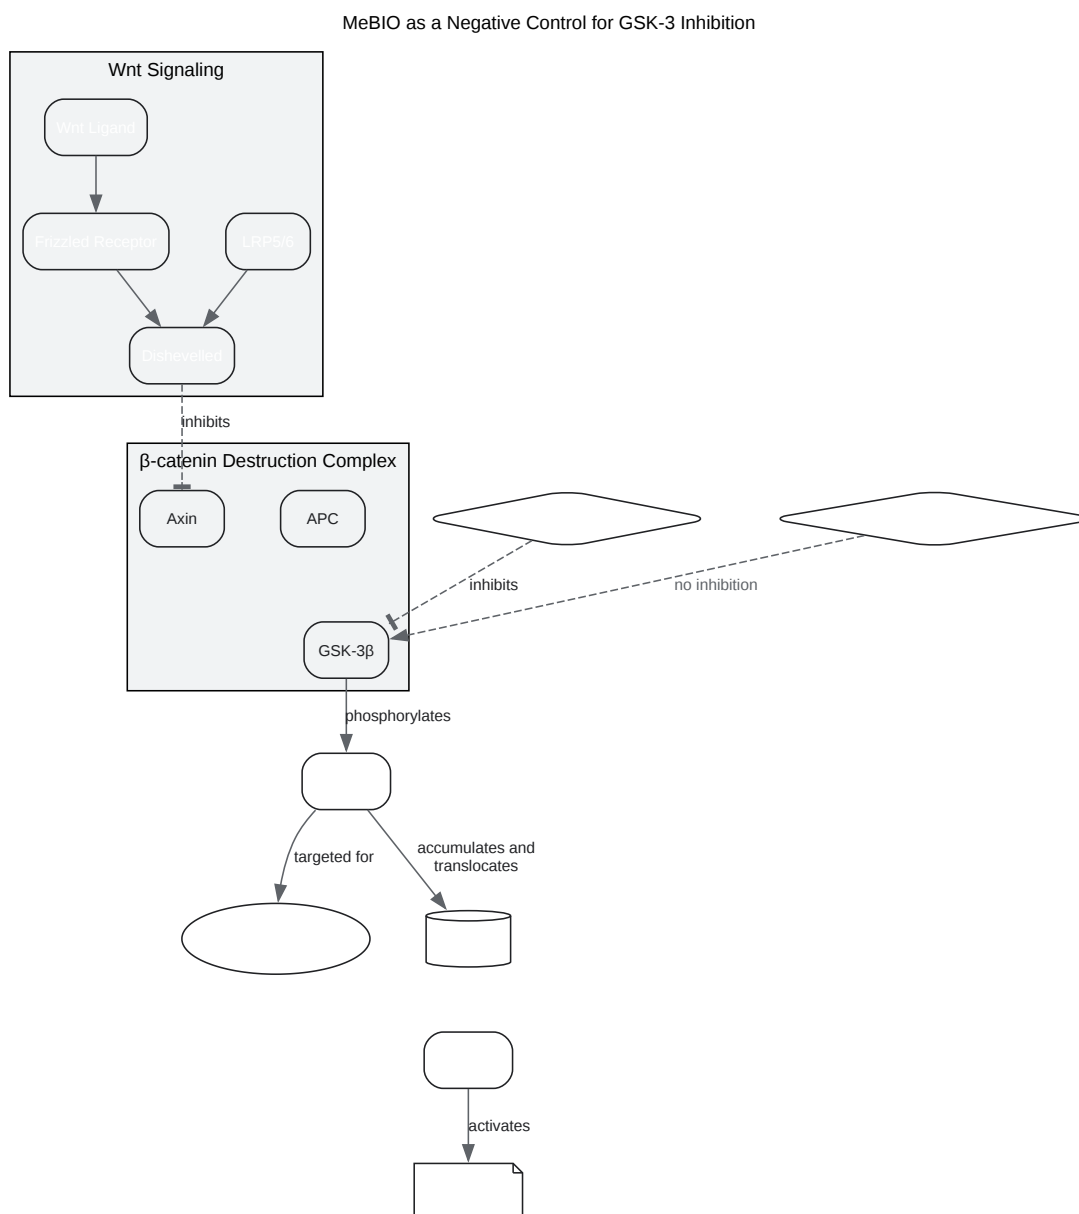 MeBIO as a Negative Control for GSK-3 Inhibition
Wnt Signaling
Wnt Ligand
Frizzled Receptor
LRP5/6
Dishevelled
inhibits
β-catenin Destruction Complex
Axin
APC
inhibits
no inhibition
GSK-3β
phosphorylates
targeted for
accumulates and
translocates
activates